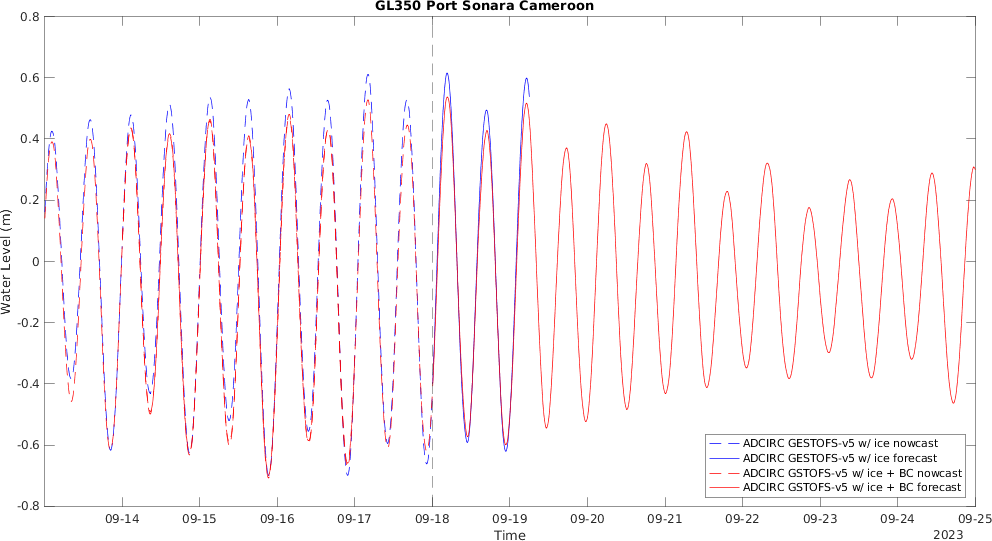 GL350 Port Sonara Cameroon
0.8
0.6
0.4
0.2
0
-0.2
-0.4
-0.6
-0.8
Water Level (m)
09-14 09-15 09-16 09-17 09-18 09-19 09-20 09-21 09-22 09-23 09-24 09-25
Time
2023
ADCIRC GESTOFS-v5 w/ ice nowcast
ADCIRC GESTOFS-v5 w/ ice forecast
ADCIRC GSTOFS-v5 w/ ice + BC nowcast
ADCIRC GSTOFS-v5 w/ ice + BC forecast